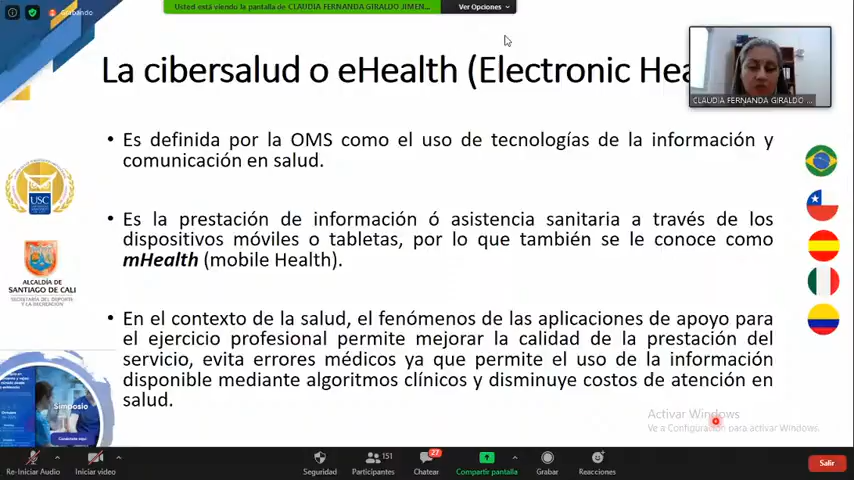 Grabando
Usted está viendo la pantalla de CLAUDIA FERNANDA GIRALDO JIMEN...
Ver Opciones
La cibersalud o eHealth (Electronic Hea
CLAUDIA FERNANDA GIRALDO ...
• Es definida por la OMS como el uso de tecnologías de la información y
comunicación en salud.
USC
• Es la prestación de información ó asistencia sanitaria a través de los
dispositivos móviles o tabletas, por lo que también se le conoce como
mHealth (mobile Health).
ALCALDÍA DE
SANTIAGO DE CALI
SECRETARÍA DEL DEPORTE
Y LA RECREACIÓN
• En el contexto de la salud, el fenómenos de las aplicaciones de apoyo para
el ejercicio profesional permite mejorar la calidad de la prestación del
servicio, evita errores médicos ya que permite el uso de la información
disponible mediante algoritmos clínicos y disminuye costos de atención en
salud.
Simposio
Activar Windows
Ve a Configuración para activar Windows.
Re-Iniciar Audio
Iniciar video
Seguridad
151
Participantes
27
Chatear
Compartir pantalla
Grabar
Reacciones
Salir